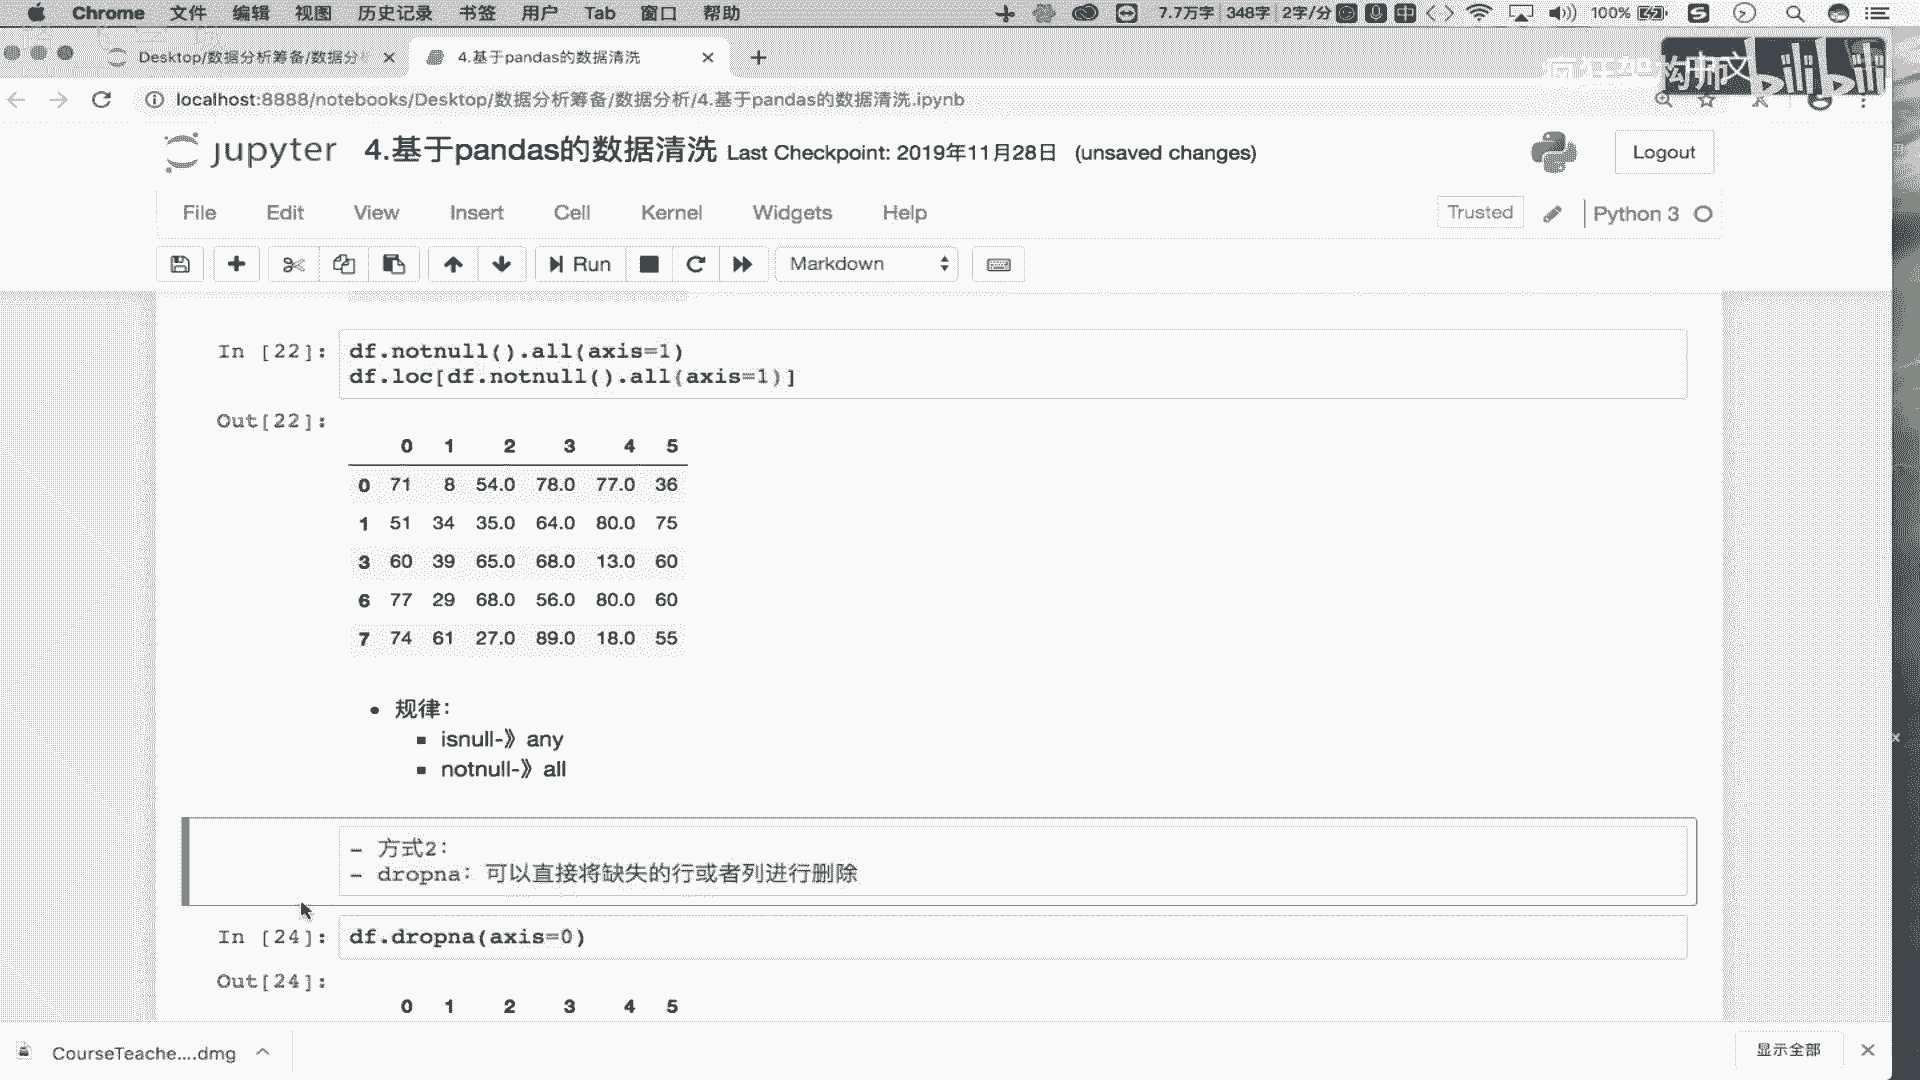 Chrome 文件 编辑 视图 历史记录 书签 用户 Tab 窗口 帮助 7.7万字 348字 2字/分 中 100%
Desktop/数据分析筹备/数据分 4.基于pandas的数据清洗
疯狂架构师 中文 bilibili
localhost:8888/notebooks/Desktop/数据分析筹备/数据分析/4.基于pandas的数据清洗.ipynb
jupyter 4.基于pandas的数据清洗 Last Checkpoint: 2019年11月28日 (unsaved changes) Logout
File Edit View Insert Cell Kernel Widgets Help Trusted Python 3
Run Markdown
In [22]: df.notnull().all(axis=1)
df.loc[df.notnull().all(axis=1)]
Out[22]:
0 1 2 3 4 5
0 71 8 54.0 78.0 77.0 36
1 51 34 35.0 64.0 80.0 75
3 60 39 65.0 68.0 13.0 60
6 77 29 68.0 56.0 80.0 60
7 74 61 27.0 89.0 18.0 55
• 规律：
▪ isnull-》any
▪ notnull-》all
- 方式2：
- dropna：可以直接将缺失的行或者列进行删除
In [24]: df.dropna(axis=0)
Out[24]:
0 1 2 3 4 5
CourseTeache....dmg 显示全部